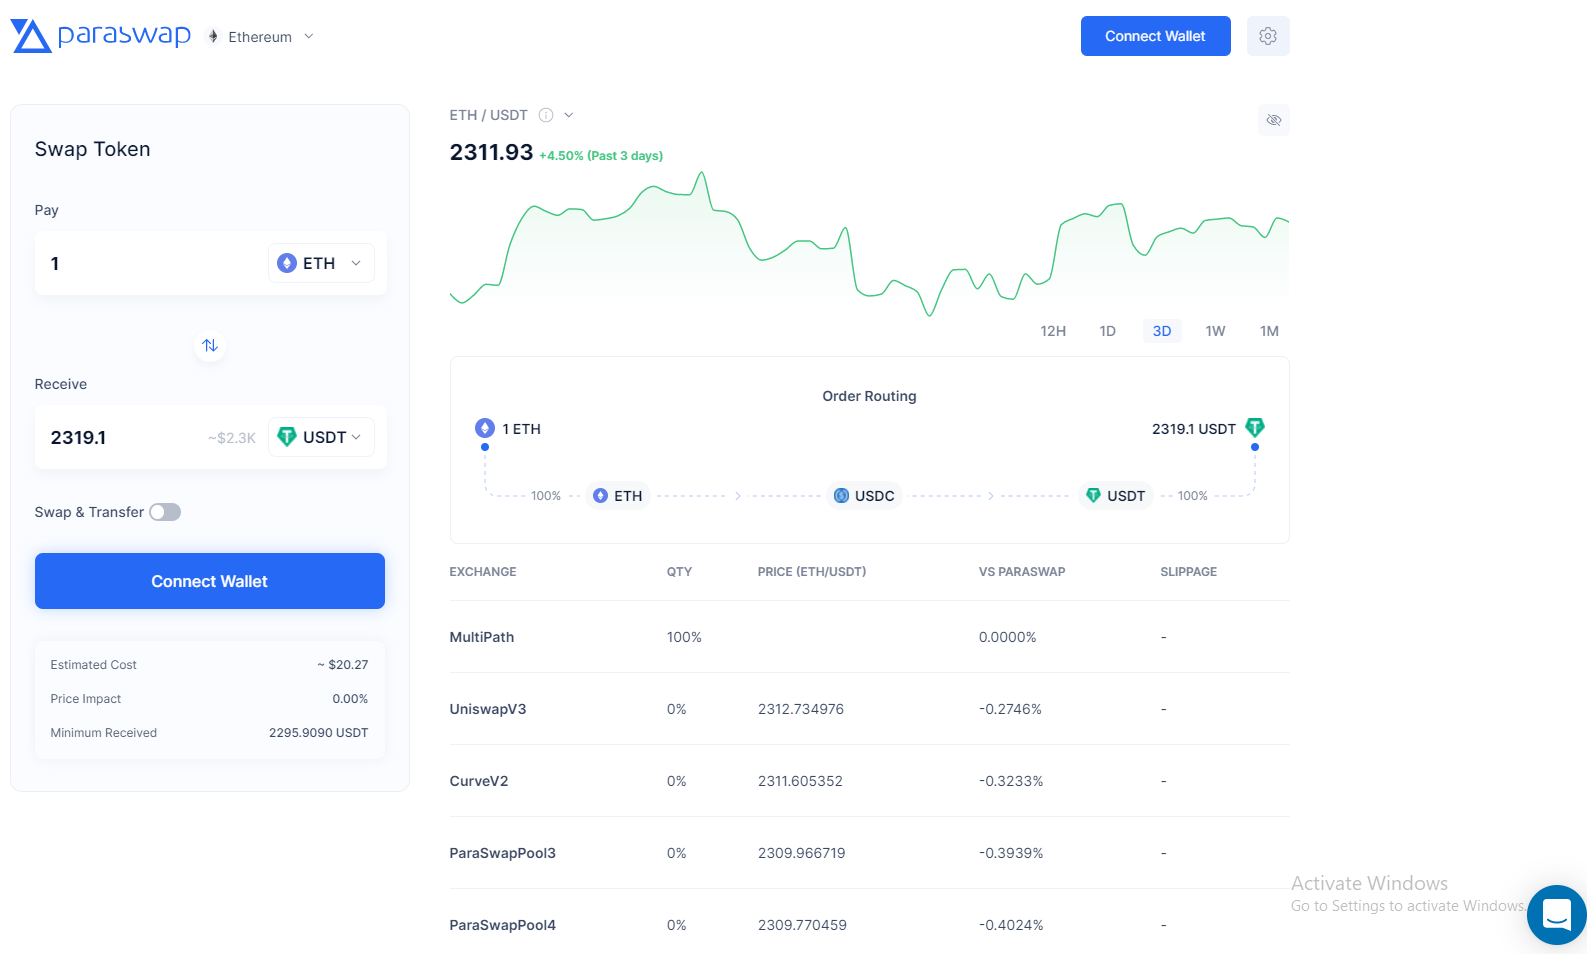 paraswap
Ethereum
Connect Wallet
Swap Token
Pay
1
ETH
Receive
2319.1
~$2.3K
USDT
Swap & Transfer
Connect Wallet
Estimated Cost
~ $20.27
Price Impact
0.00%
Minimum Received
2295.9090 USDT
ETH / USDT
2311.93 +4.50% (Past 3 days)
12H 1D 3D 1W 1M
Order Routing
1 ETH
2319.1 USDT
100% ETH USDC USDT 100%
EXCHANGE QTY PRICE (ETH/USDT) VS PARASWAP SLIPPAGE
MultiPath 100% 0.0000% -
UniswapV3 0% 2312.734976 -0.2746% -
CurveV2 0% 2311.605352 -0.3233% -
ParaSwapPool3 0% 2309.966719 -0.3939% -
ParaSwapPool4 0% 2309.770459 -0.4024% -
Activate Windows
Go to Settings to activate Windows.